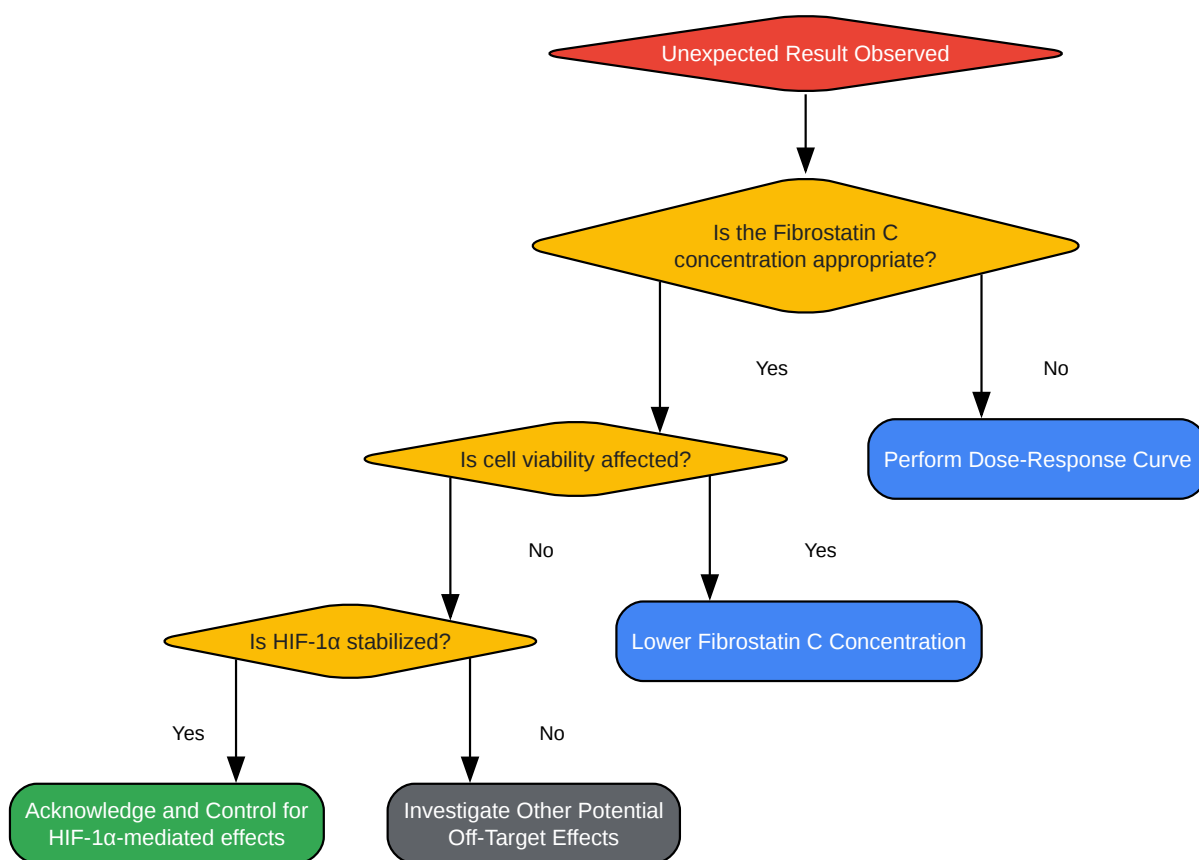 Unexpected Result Observed
Is the Fibrostatin C
concentration appropriate?
Yes
No
Is cell viability affected?
Perform Dose-Response Curve
No
Yes
Is HIF-1α stabilized?
Lower Fibrostatin C Concentration
Yes
No
Acknowledge and Control for
HIF-1α-mediated effects
Investigate Other Potential
Off-Target Effects